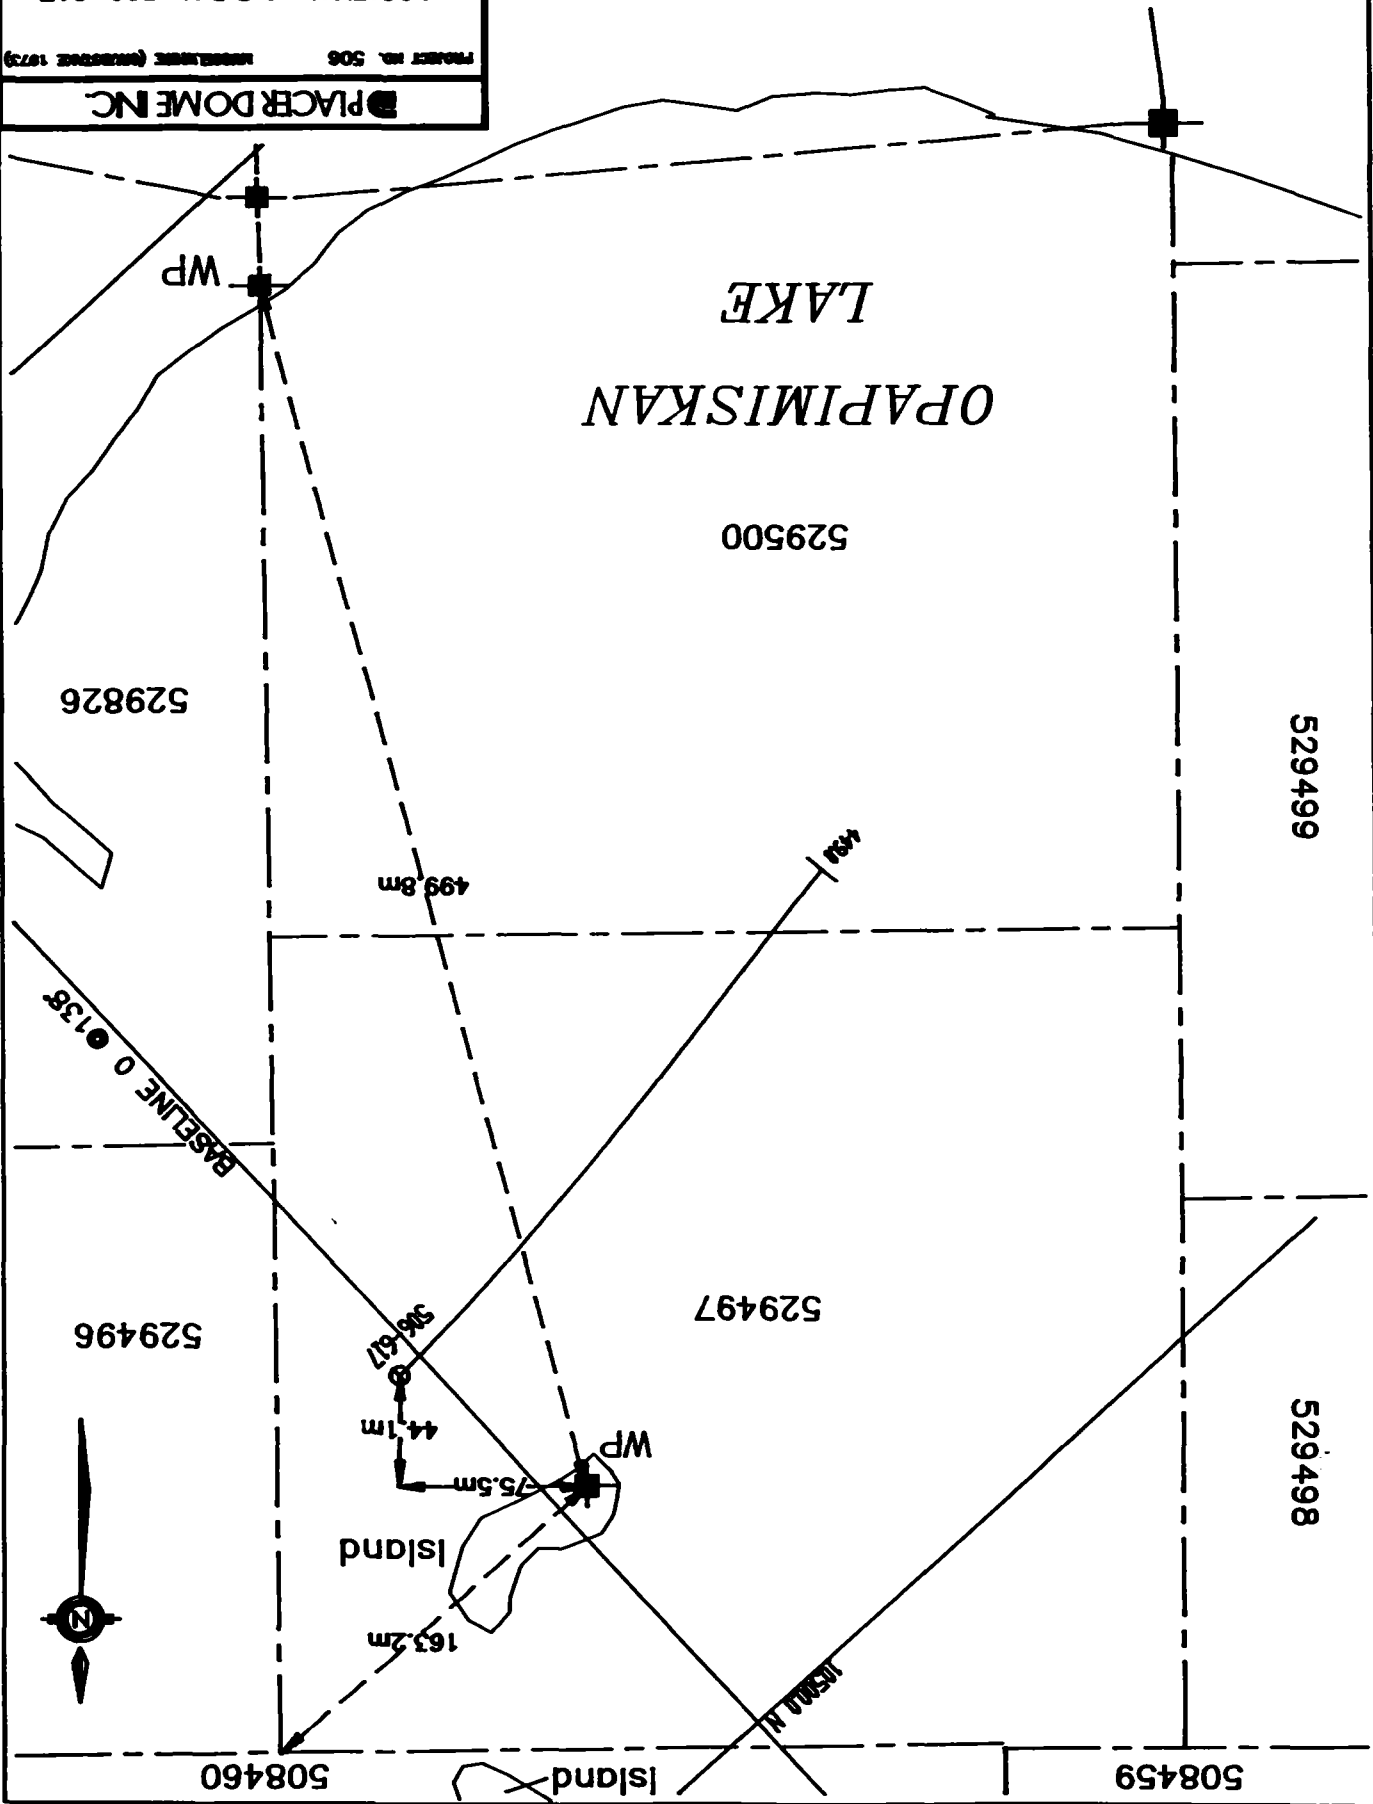 508459
Island
508460
10500.0 N
163.2m
Island
N
529498
75.5m
WP
44.1m
506-617
529497
529496
BASELINE 0 @138°
499.8m
529499
529826
529500
OPAPIMISKAN
LAKE
WP
PLACER DOME INC.
PROJECT NO. 506